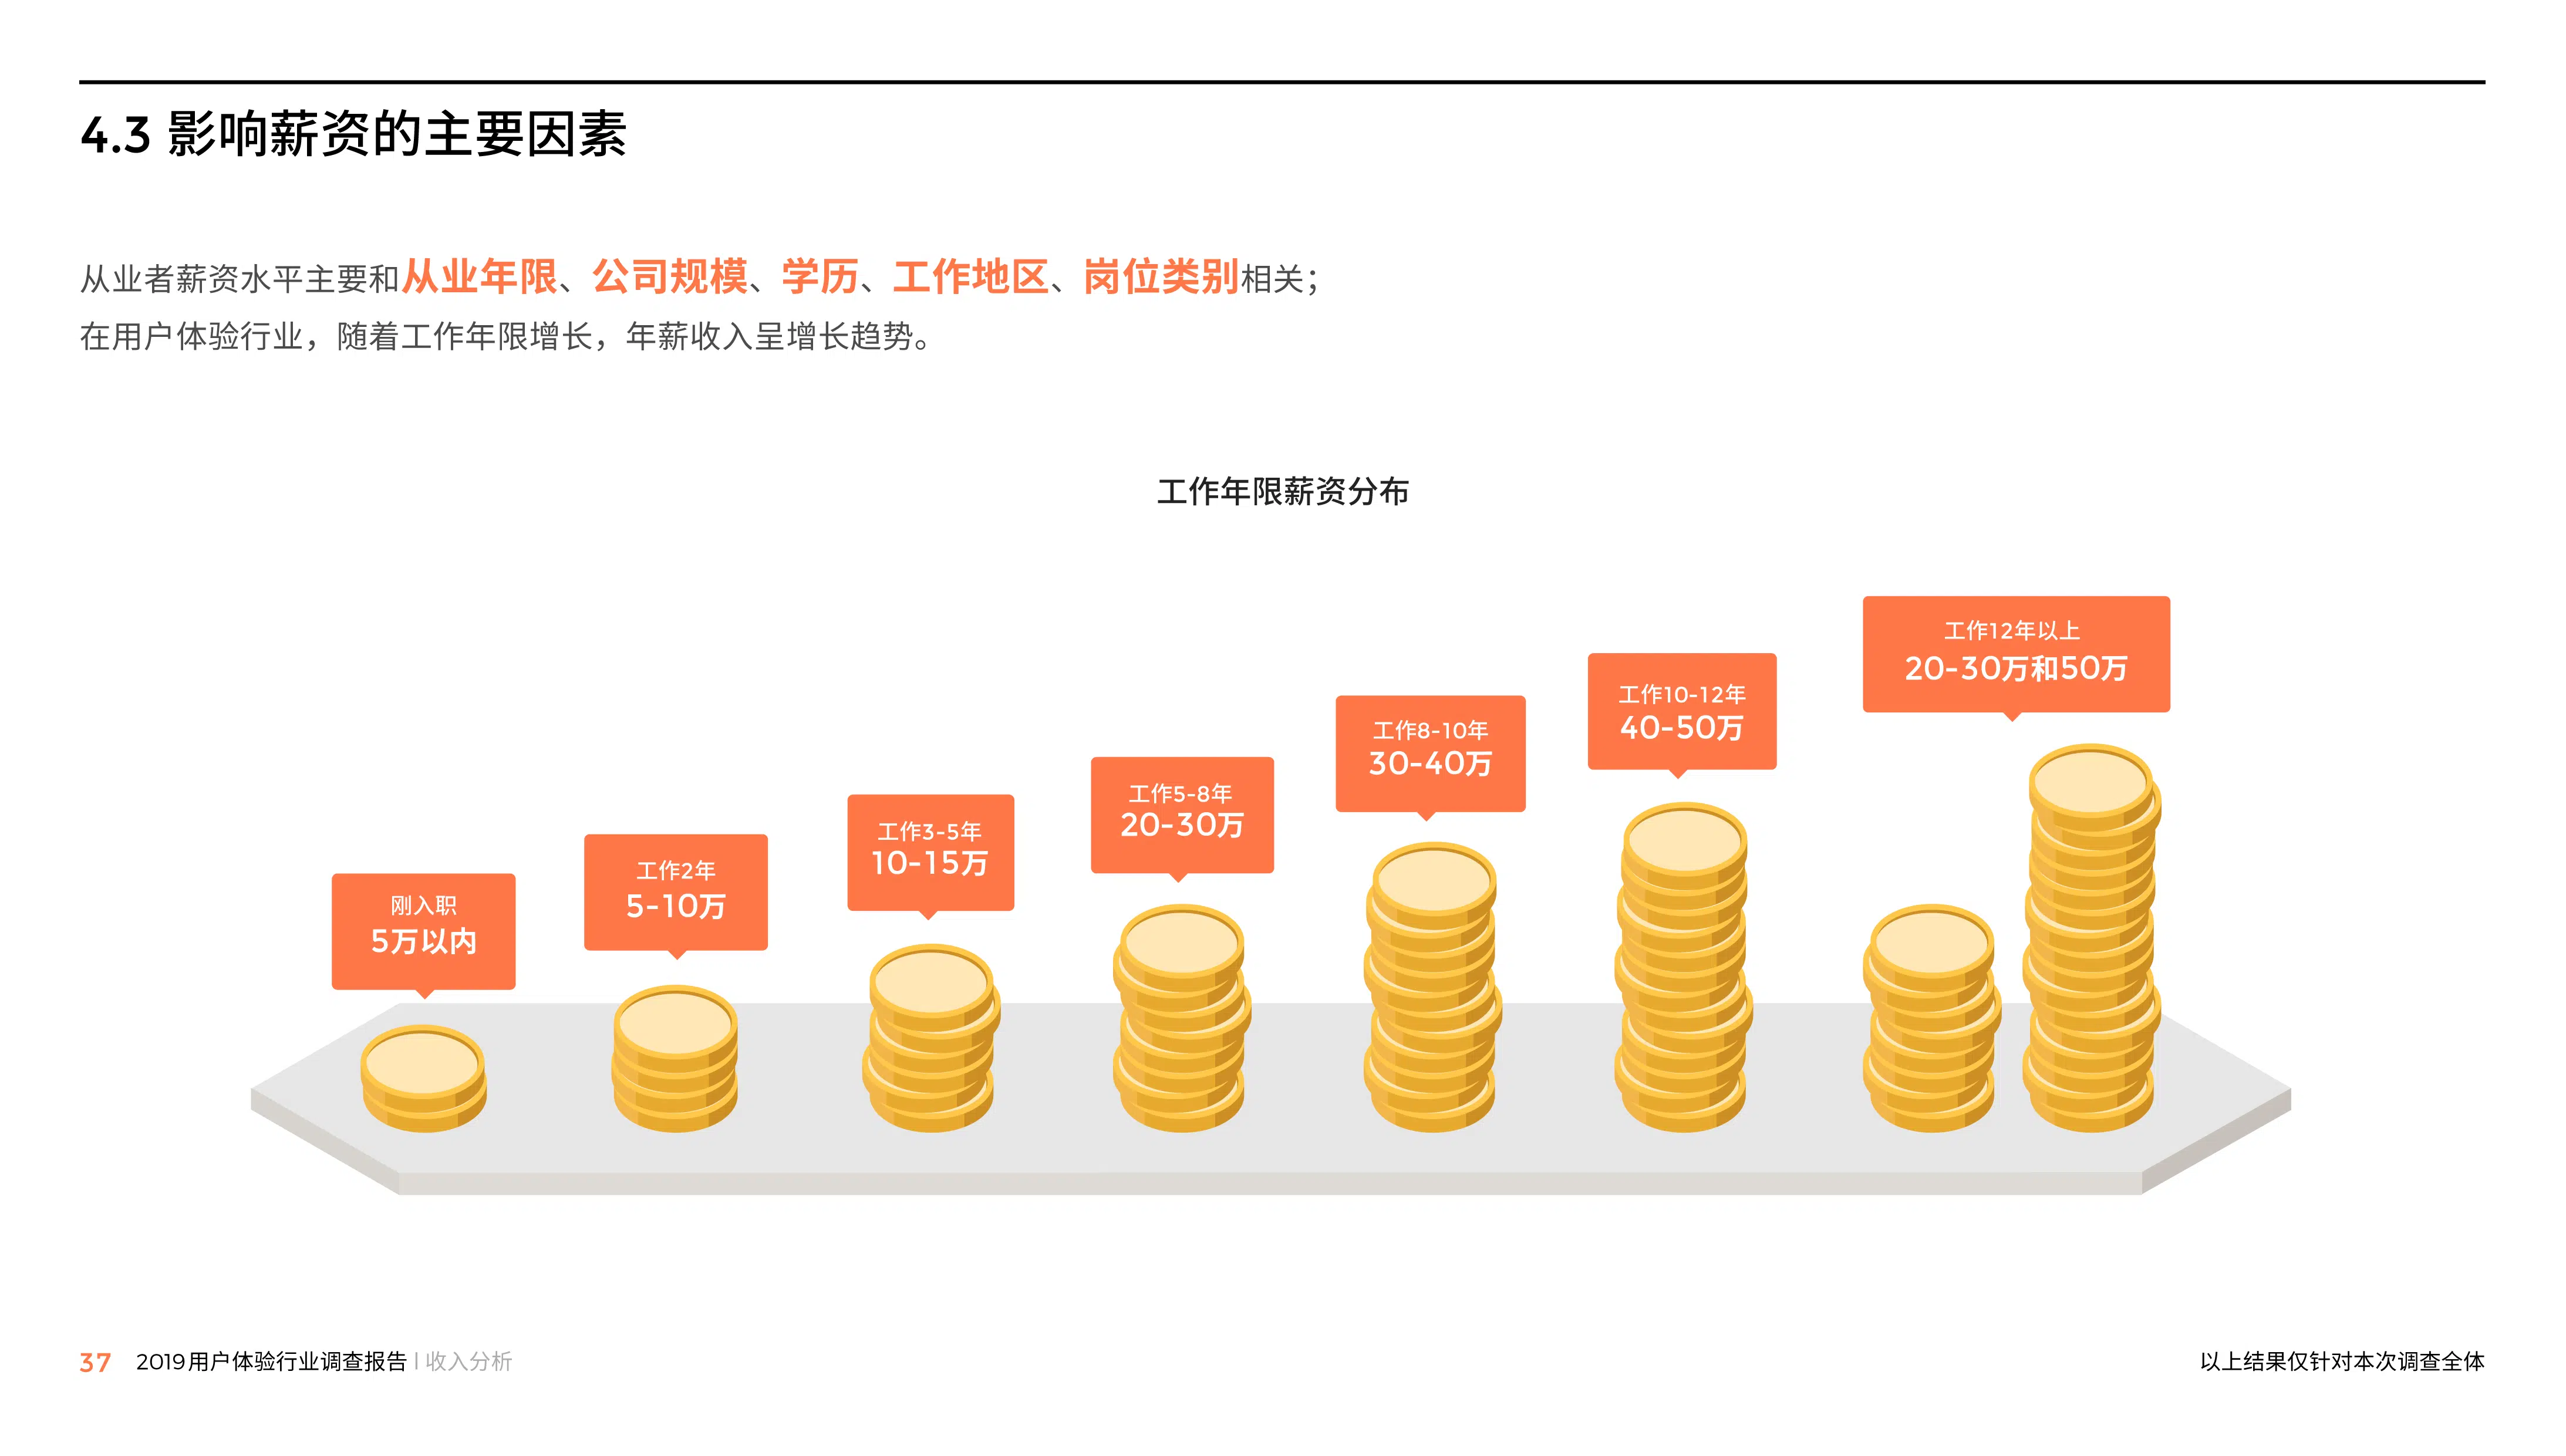 4.3 影响薪资的主要因素
从业者薪资水平主要和从业年限、公司规模、学历、工作地区、岗位类别相关；
在用户体验行业，随着工作年限增长，年薪收入呈增长趋势。
工作年限薪资分布
刚入职
5万以内
工作2年
5-10万
工作3-5年
10-15万
工作5-8年
20-30万
工作8-10年
30-40万
工作10-12年
40-50万
工作12年以上
20-30万和50万
37 2019用户体验行业调查报告 | 收入分析
以上结果仅针对本次调查全体